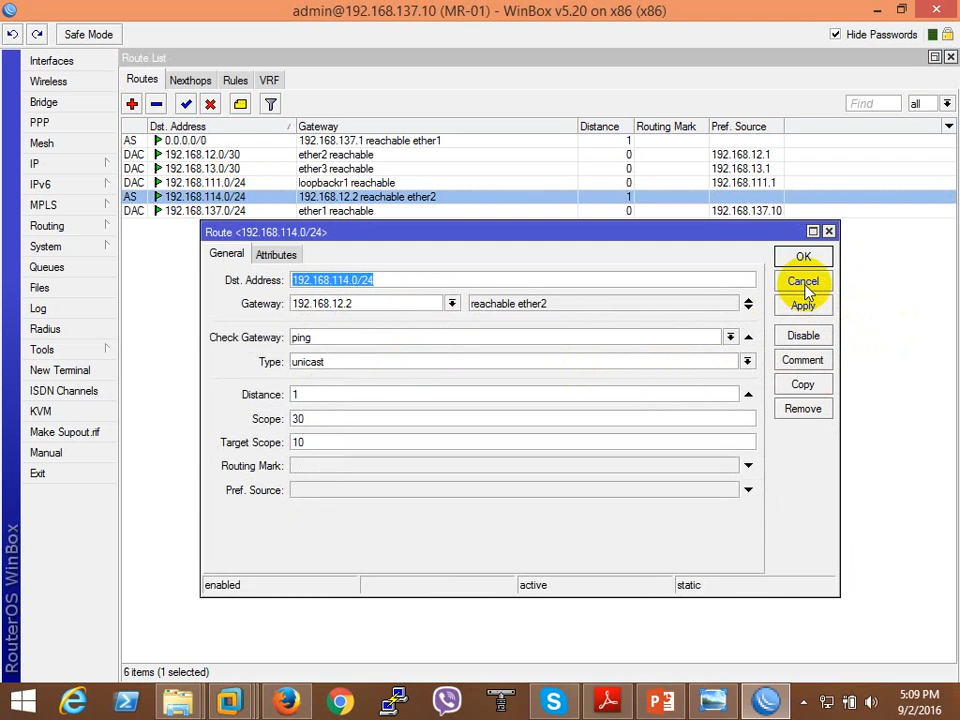 admin@192.168.137.10 (MR-01) - WinBox v5.20 on x86 (x86)
Safe Mode
Hide Passwords
Interfaces
Wireless
Bridge
PPP
Mesh
IP
IPv6
MPLS
Routing
System
Queues
Files
Log
Radius
Tools
New Terminal
ISDN Channels
KVM
Make Supout.rif
Manual
Exit
RouterOS WinBox
Route List
Routes Nexthops Rules VRF
Find all
Dst. Address Gateway Distance Routing Mark Pref. Source
AS 0.0.0.0/0 192.168.137.1 reachable ether1 1
DAC 192.168.12.0/30 ether2 reachable 0 192.168.12.1
DAC 192.168.13.0/30 ether3 reachable 0 192.168.13.1
DAC 192.168.111.0/24 loopbackr1 reachable 0 192.168.111.1
AS 192.168.114.0/24 192.168.12.2 reachable ether2 1
DAC 192.168.137.0/24 ether1 reachable 0 192.168.137.10
Route <192.168.114.0/24>
General Attributes
Dst. Address: 192.168.114.0/24
Gateway: 192.168.12.2 reachable ether2
Check Gateway: ping
Type: unicast
Distance: 1
Scope: 30
Target Scope: 10
Routing Mark:
Pref. Source:
OK
Cancel
Apply
Disable
Comment
Copy
Remove
enabled active static
6 items (1 selected)
5:09 PM
9/2/2016